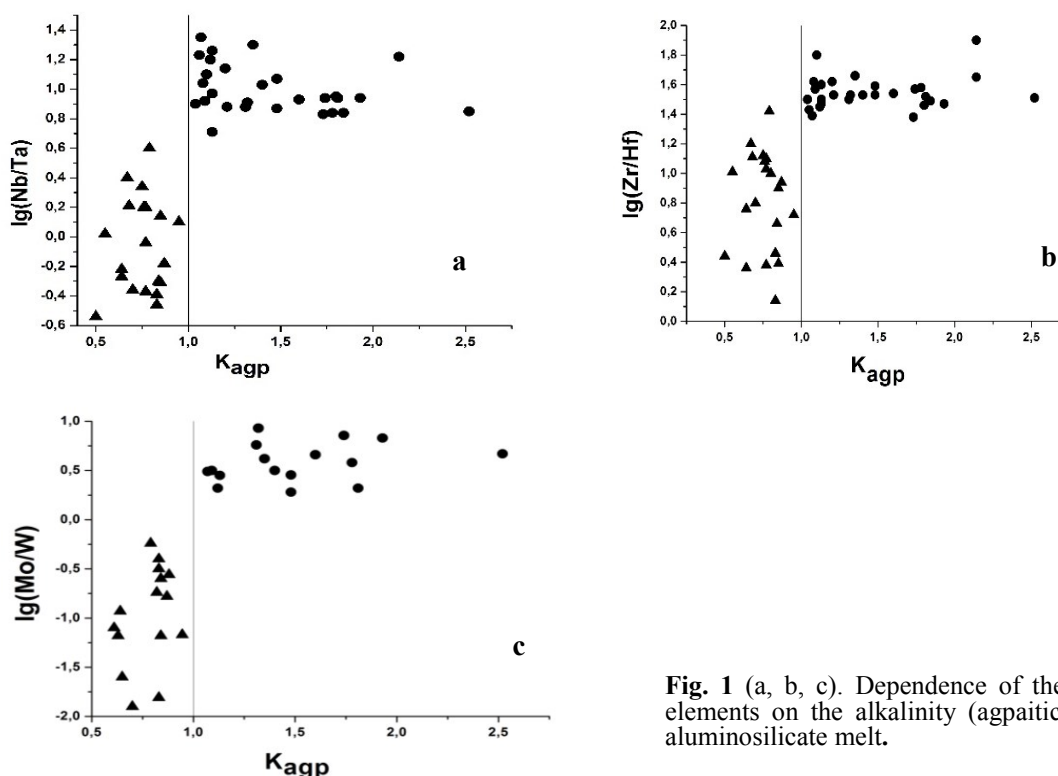 1,4
1,2
1,0
0,8
0,6
0,4
0,2
0,0
-0,2
-0,4
-0,6
lg(Nb/Ta)
0,5 1,0 1,5 2,0 2,5
Kagp
a
2,0
1,8
1,6
1,4
1,2
1,0
0,8
0,6
0,4
0,2
0,0
lg(Zr/Hf)
0,5 1,0 1,5 2,0 2,5
Kagp
b
1,0
0,5
0,0
-0,5
-1,0
-1,5
-2,0
lg(Mo/W)
0,5 1,0 1,5 2,0 2,5
Kagp
c
Fig. 1 (a, b, c). Dependence of the
elements on the alkalinity (agpaitic
aluminosilicate melt.